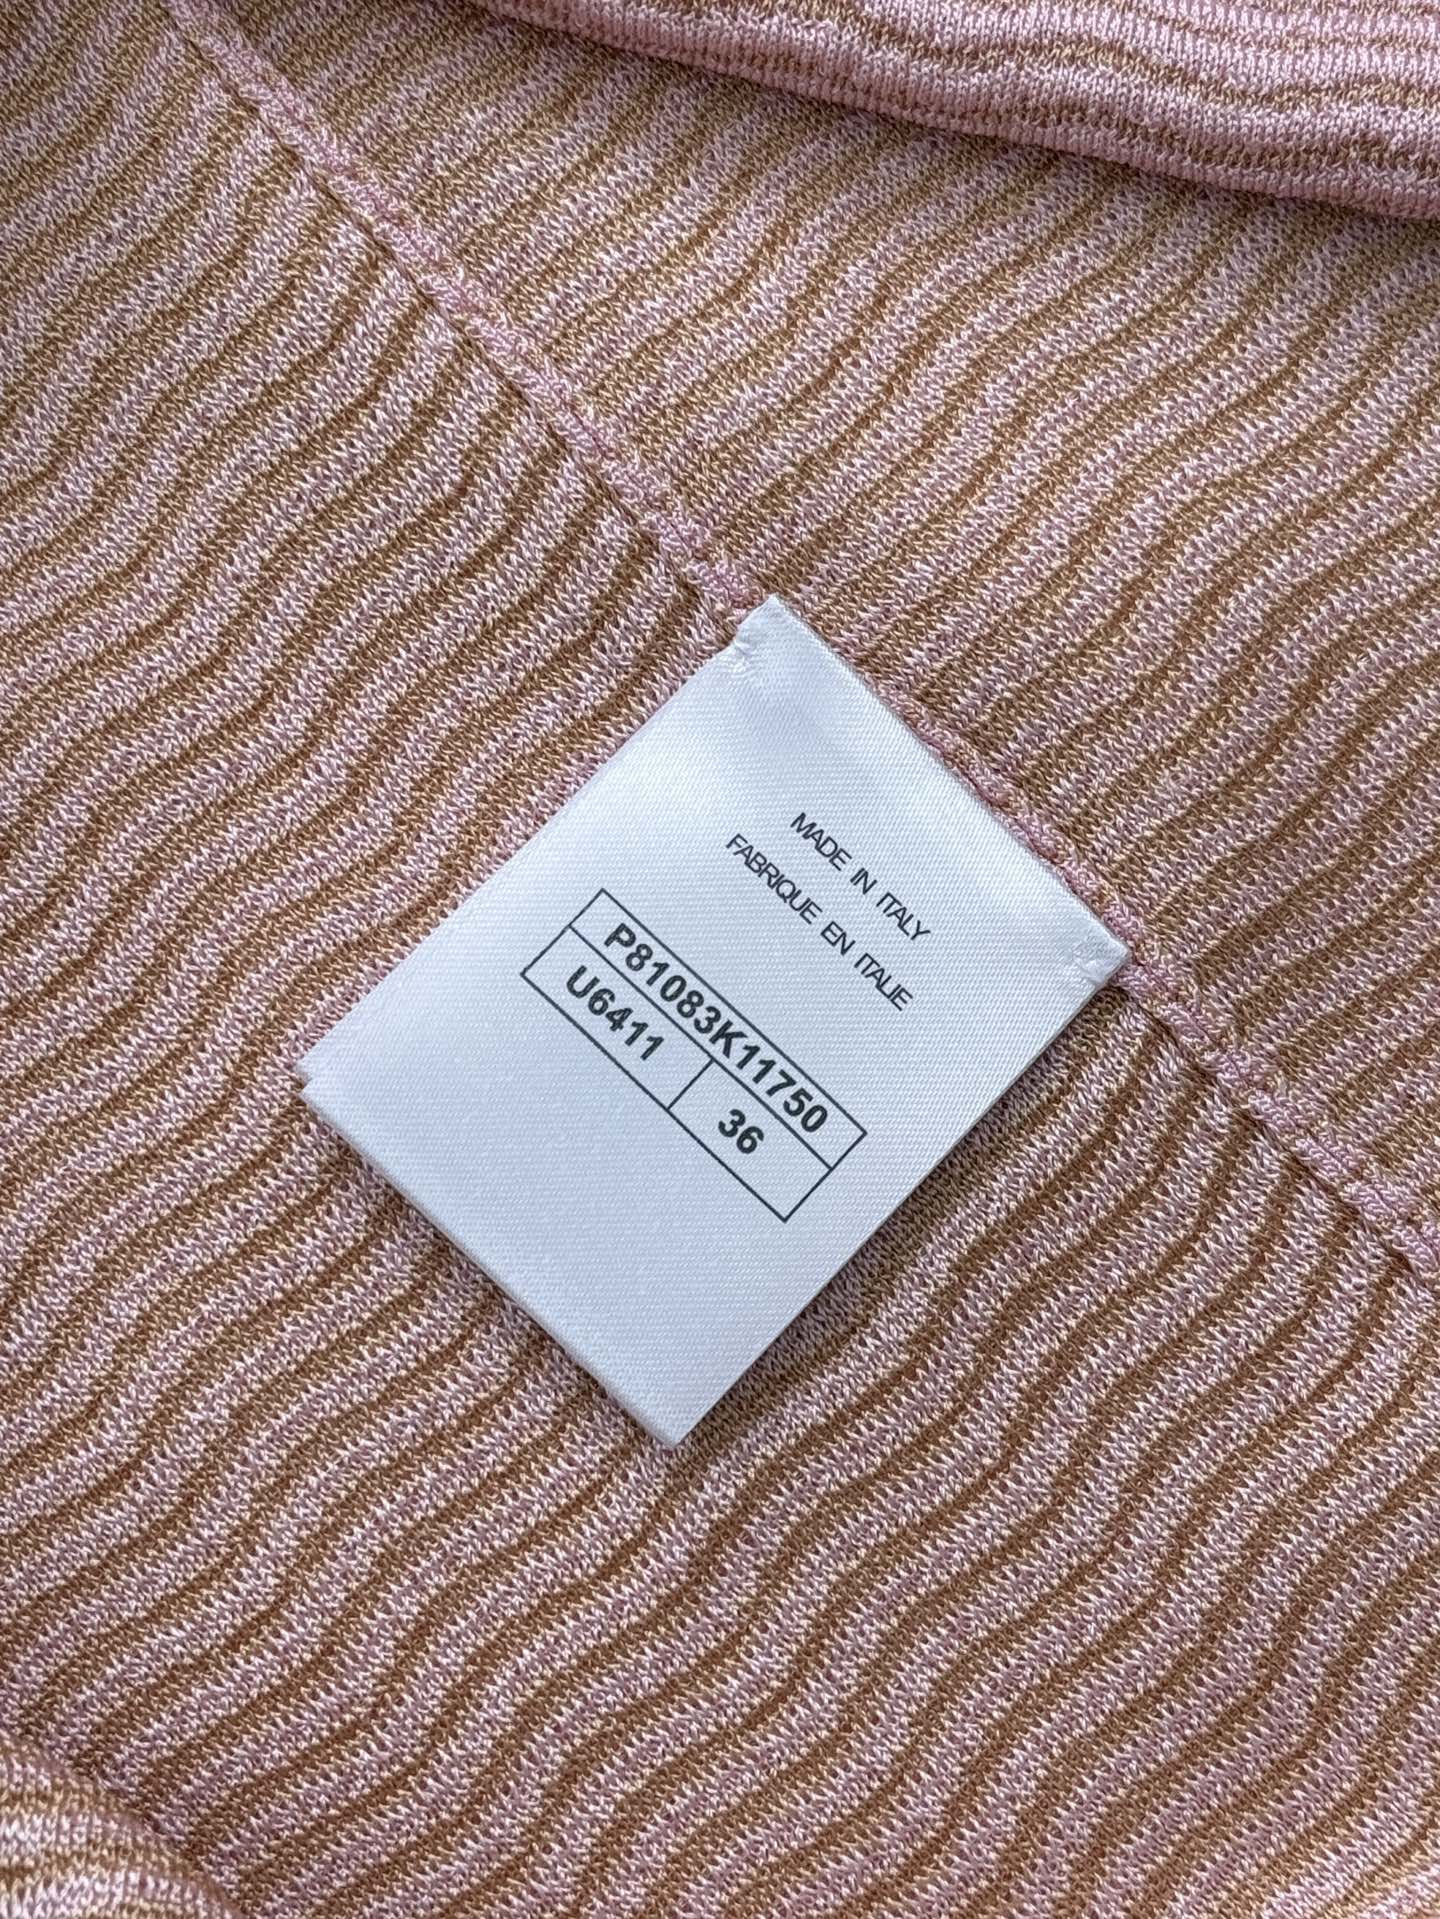 MADE IN ITALY
FABRIQUE EN ITALIE
P81083K11750
U6411 36